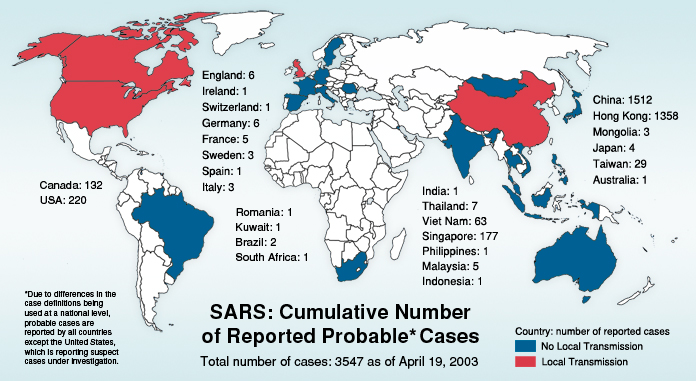 England: 6
Ireland: 1
Switzerland: 1
Germany: 6
France: 5
Sweden: 3
Spain: 1
Italy: 3
China: 1512
Hong Kong: 1358
Mongolia: 3
Japan: 4
Taiwan: 29
Australia: 1
Canada: 132
USA: 220
Romania: 1
Kuwait: 1
Brazil: 2
South Africa: 1
India: 1
Thailand: 7
Viet Nam: 63
Singapore: 177
Philippines: 1
Malaysia: 5
Indonesia: 1
*Due to differences in the
case definitions being
used at a national level,
probable cases are
reported by all countries
except the United States,
which is reporting suspect
cases under investigation.
SARS: Cumulative Number
of Reported Probable* Cases
Total number of cases: 3547 as of April 19, 2003
Country: number of reported cases
No Local Transmission
Local Transmission